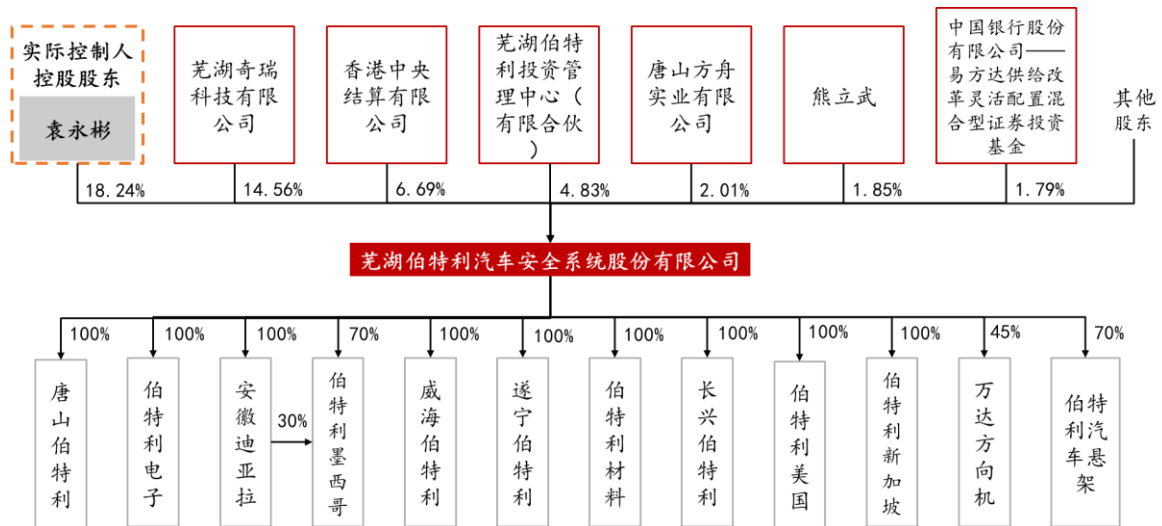 实际控制人
控股股东
袁永彬
芜湖奇瑞
科技有限
公司
香港中央
结算有限
公司
芜湖伯特
利投资管
理中心（
有限合伙
）
唐山方舟
实业有限
公司
熊立武
中国银行股份
有限公司——
易方达供给改
革灵活配置混
合型证券投资
基金
其他
股东
18.24%
14.56%
6.69%
4.83%
2.01%
1.85%
1.79%
芜湖伯特利汽车安全系统股份有限公司
100%
100%
100%
70%
100%
100%
100%
100%
100%
100%
45%
70%
唐山伯特利
伯特利电子
安徽迪亚拉
30%
伯特利墨西哥
威海伯特利
遂宁伯特利
伯特利材料
长兴伯特利
伯特利美国
伯特利新加坡
万达方向机
伯特
利汽
车悬
架